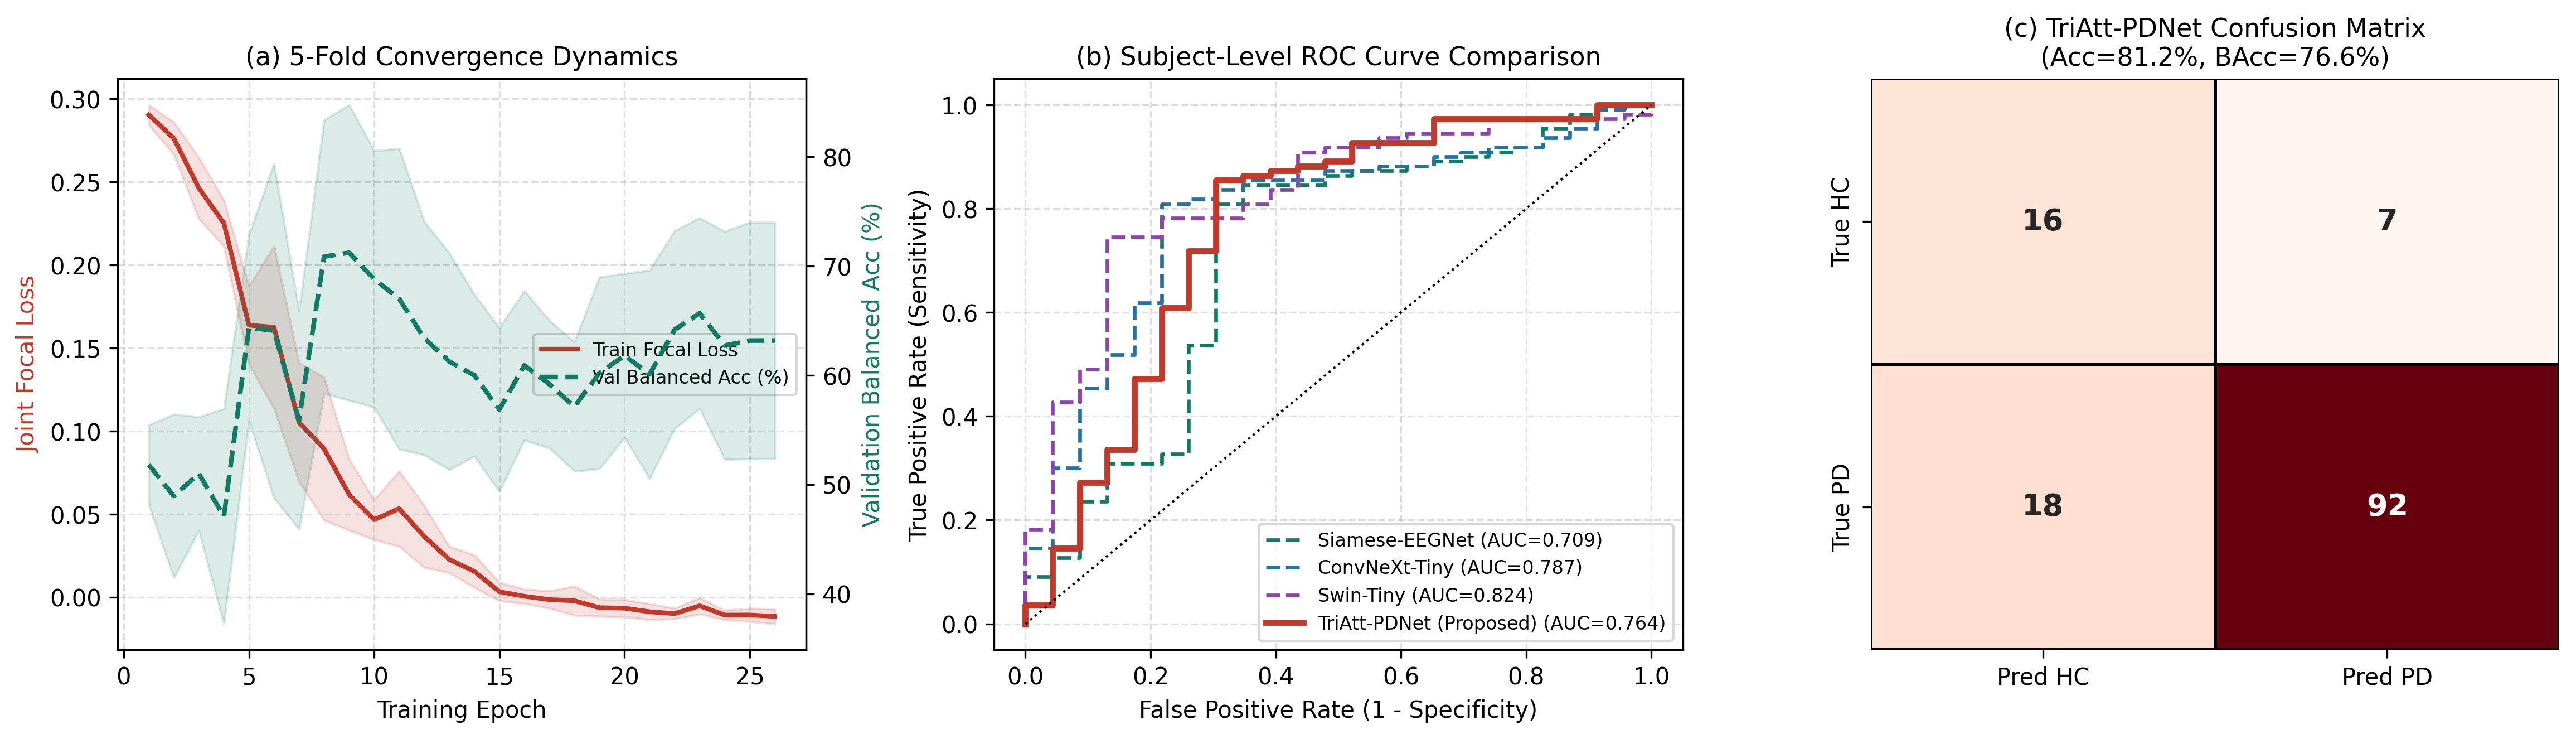 (a) 5-Fold Convergence Dynamics
0.30
0.25
0.20
0.15
0.10
0.05
0.00
Joint Focal Loss
0
5
10
15
20
25
Training Epoch
80
70
60
50
40
Validation Balanced Acc (%)
Train Focal Loss
Val Balanced Acc (%)
(b) Subject-Level ROC Curve Comparison
1.0
0.8
0.6
0.4
0.2
0.0
True Positive Rate (Sensitivity)
0.0
0.2
0.4
0.6
0.8
1.0
False Positive Rate (1 - Specificity)
Siamese-EEGNet (AUC=0.709)
ConvNeXt-Tiny (AUC=0.787)
Swin-Tiny (AUC=0.824)
TriAtt-PDNet (Proposed) (AUC=0.764)
(c) TriAtt-PDNet Confusion Matrix
(Acc=81.2%, BAcc=76.6%)
True HC
16
7
True PD
18
92
Pred HC
Pred PD